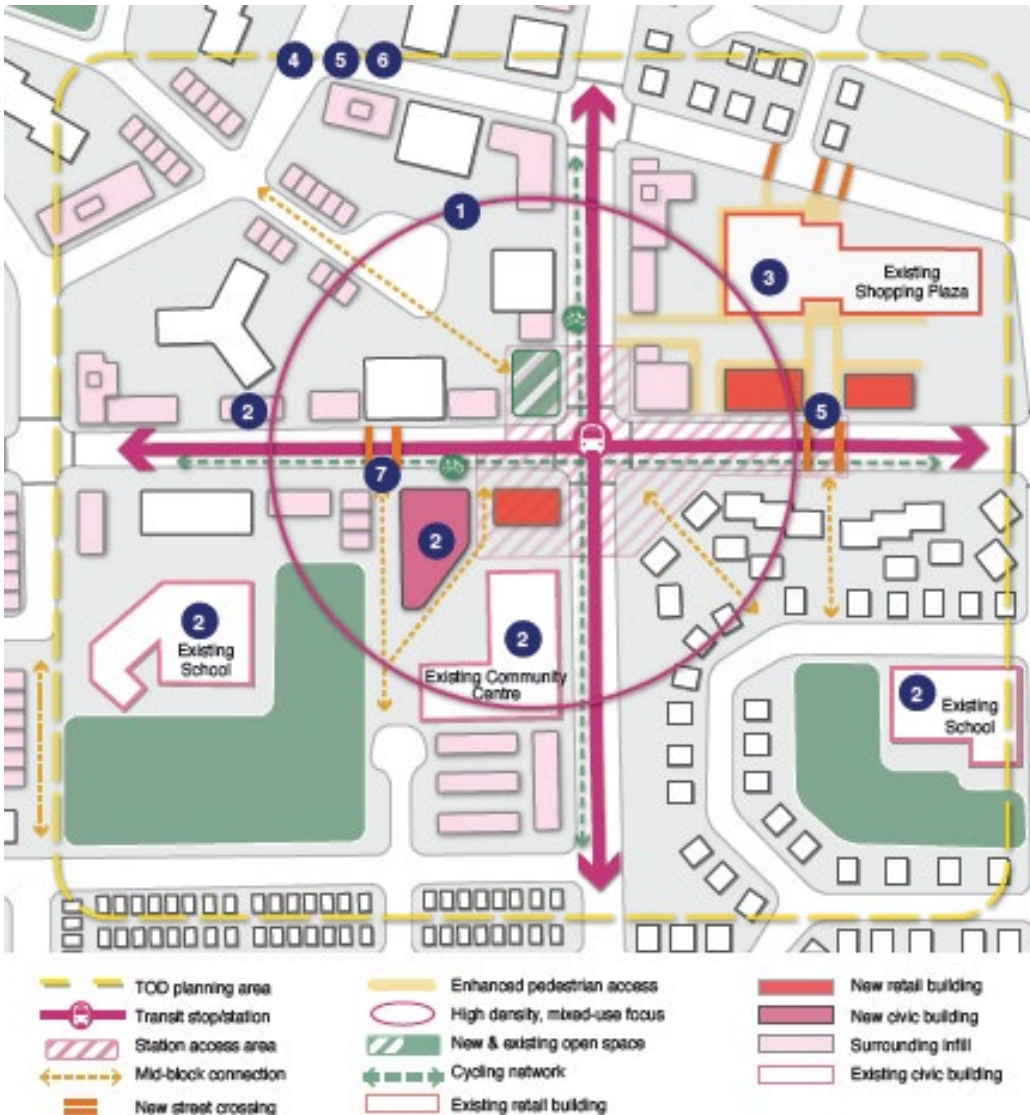 4 5 6
1
3
Existing
Shopping Plaza
2
5
7
2
2
Existing
School
2
Existing Community
Centre
2
Existing
School
TOD planning area
Transit stop/station
Station access area
Mid-block connection
New street crossing
Enhanced pedestrian access
High density, mixed-use focus
New & existing open space
Cycling network
Existing retail building
New retail building
New civic building
Surrounding infill
Existing civic building